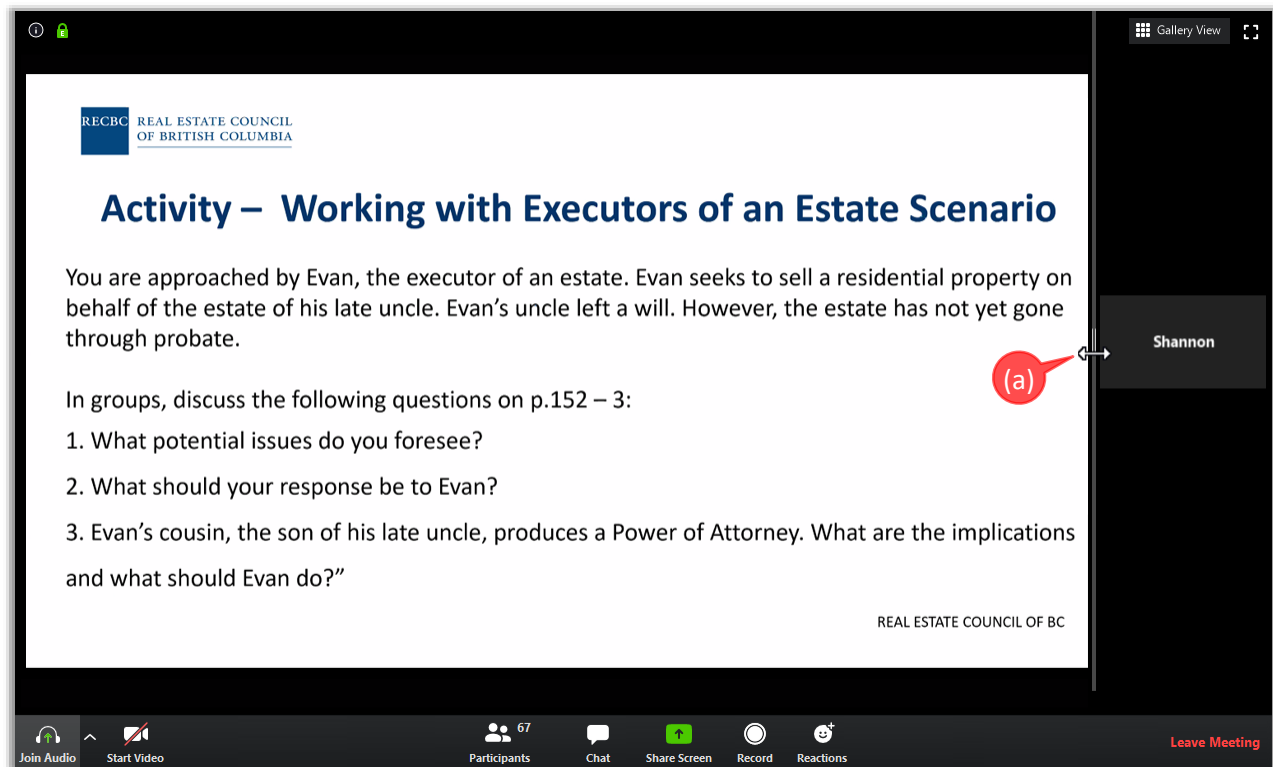 Gallery View
RECBC REAL ESTATE COUNCIL
OF BRITISH COLUMBIA
Activity – Working with Executors of an Estate Scenario
You are approached by Evan, the executor of an estate. Evan seeks to sell a residential property on
behalf of the estate of his late uncle. Evan’s uncle left a will. However, the estate has not yet gone
through probate.
Shannon
(a)
In groups, discuss the following questions on p.152 – 3:
1. What potential issues do you foresee?
2. What should your response be to Evan?
3. Evan’s cousin, the son of his late uncle, produces a Power of Attorney. What are the implications
and what should Evan do?”
REAL ESTATE COUNCIL OF BC
67
Join Audio Start Video Participants Chat Share Screen Record Reactions Leave Meeting